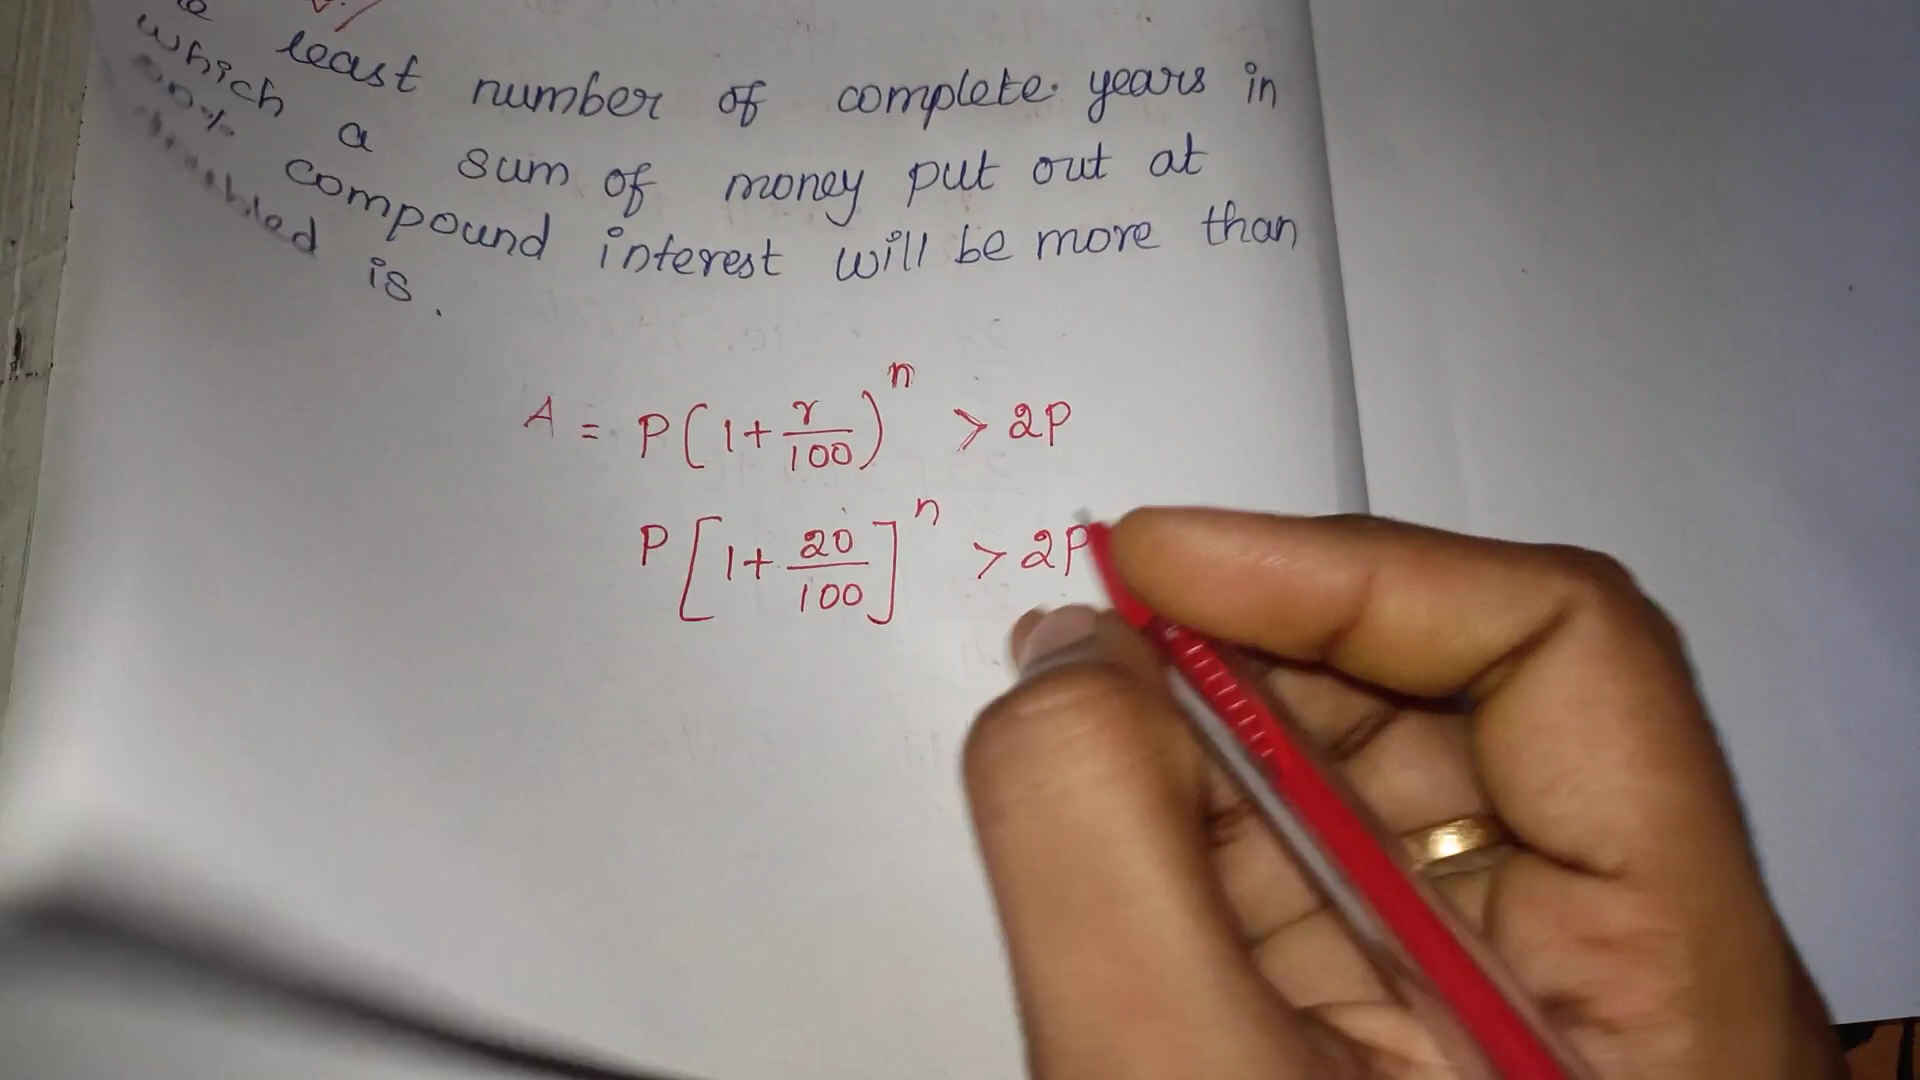 least number of complete years in
which a sum of money put out at
20% compound interest will be more than
is.
A = P(1+r/100)^n > 2P
P[1+20/100]^n > 2P